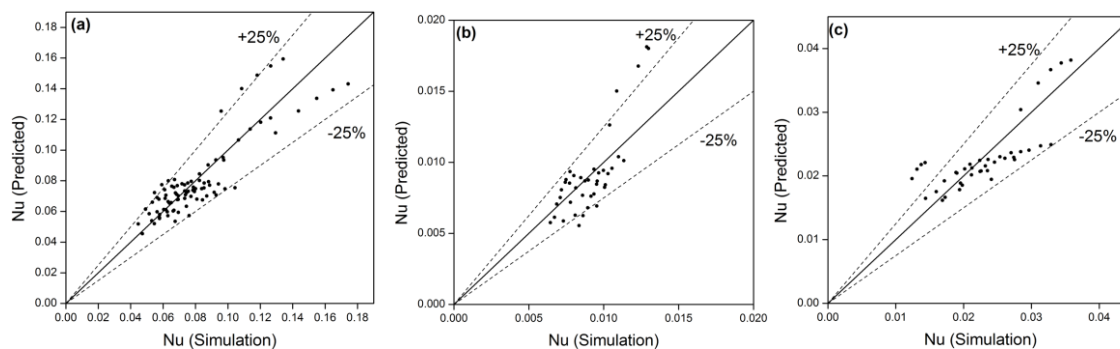 (a)
+25%
-25%
Nu (Predicted)
0.18
0.16
0.14
0.12
0.10
0.08
0.06
0.04
0.02
0.00
0.00 0.02 0.04 0.06 0.08 0.10 0.12 0.14 0.16 0.18
Nu (Simulation)
(b)
+25%
-25%
Nu (Predicted)
0.020
0.015
0.010
0.005
0.000
0.000 0.005 0.010 0.015 0.020
Nu (Simulation)
(c)
+25%
-25%
Nu (Predicted)
0.04
0.03
0.02
0.01
0.00
0.00 0.01 0.02 0.03 0.04
Nu (Simulation)